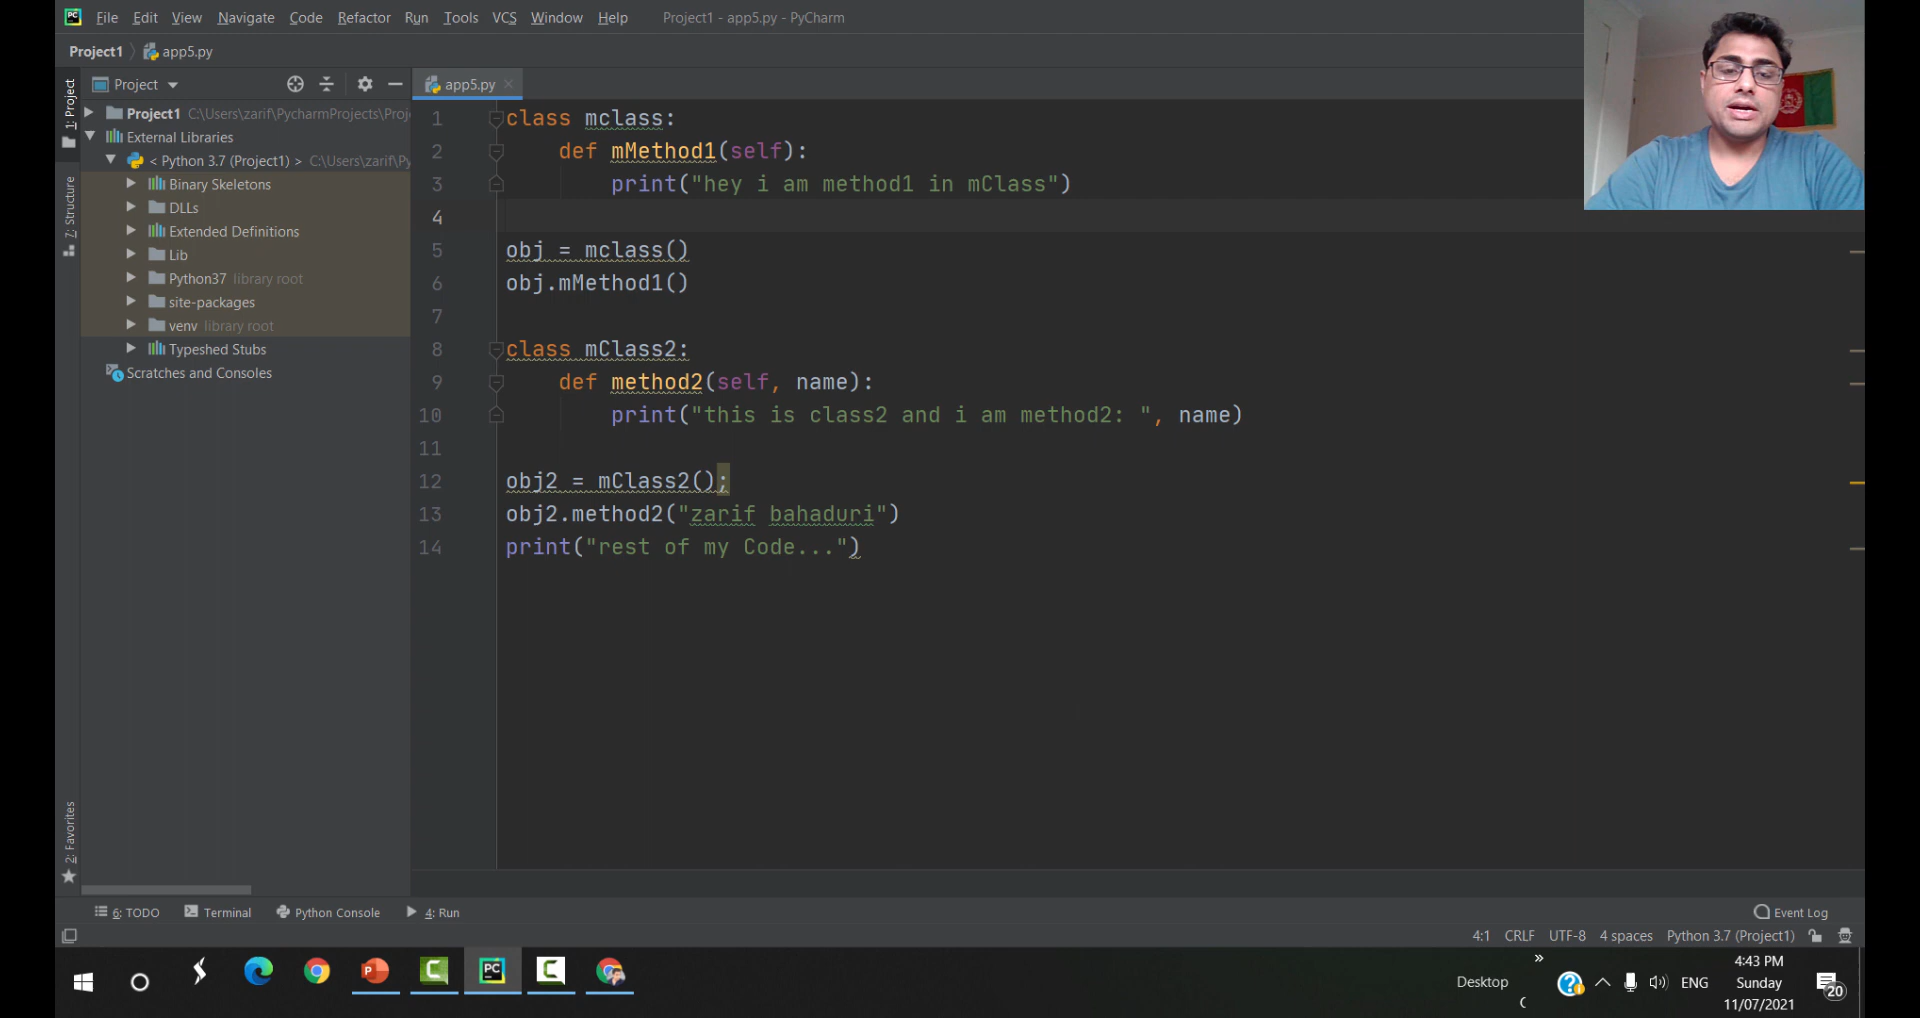 File Edit View Navigate Code Refactor Run Tools VCS Window Help Project1 - app5.py - PyCharm
Project1 app5.py
Project
app5.py
1: Project
7: Structure
2: Favorites
Project1 C:\Users\zarif\PycharmProjects\Proj
External Libraries
< Python 3.7 (Project1) > C:\Users\zarif\Py
Binary Skeletons
DLLs
Extended Definitions
Lib
Python37 library root
site-packages
venv library root
Typeshed Stubs
Scratches and Consoles
1 class mclass:
2 def mMethod1(self):
3 print("hey i am method1 in mClass")
4
5 obj = mclass()
6 obj.mMethod1()
7
8 class mClass2:
9 def method2(self, name):
10 print("this is class2 and i am method2: ", name)
11
12 obj2 = mClass2();
13 obj2.method2("zarif bahaduri")
14 print("rest of my Code...")
6: TODO Terminal Python Console 4: Run Event Log
4:1 CRLF UTF-8 4 spaces Python 3.7 (Project1)
Desktop » ENG
4:43 PM
Sunday
11/07/2021
20